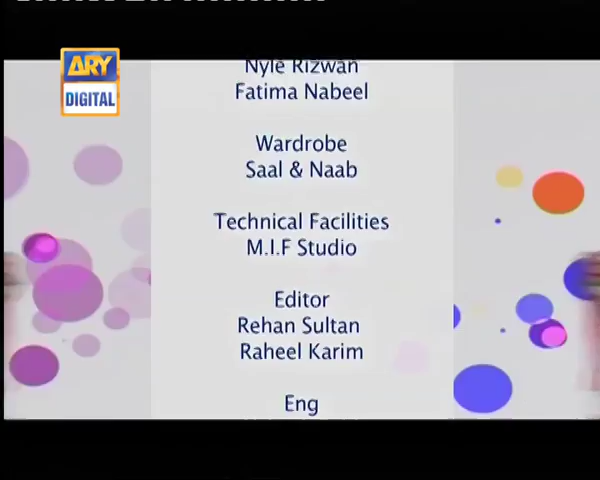 ARY
DIGITAL
Nyle Rizwan
Fatima Nabeel
Wardrobe
Saal & Naab
Technical Facilities
M.I.F Studio
Editor
Rehan Sultan
Raheel Karim
Eng